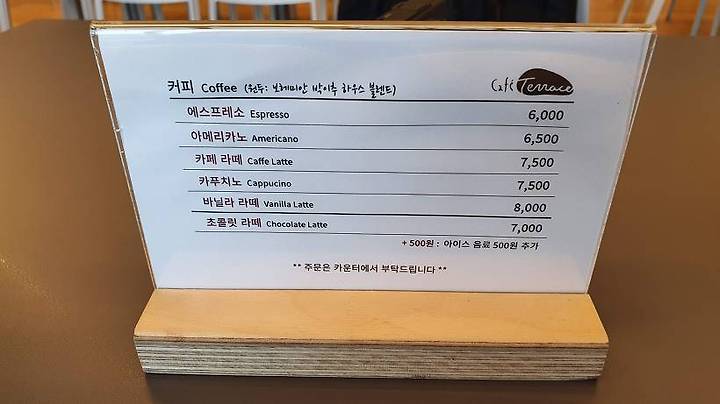 커피 Coffee (원두: 보헤미안 박이추 하우스 블렌드)
Café Terrace
에스프레소 Espresso 6,000
아메리카노 Americano 6,500
카페 라떼 Caffe Latte 7,500
카푸치노 Cappucino 7,500
바닐라 라떼 Vanilla Latte 8,000
초콜릿 라떼 Chocolate Latte 7,000
+ 500원 : 아이스 음료 500원 추가
** 주문은 카운터에서 부탁드립니다 **